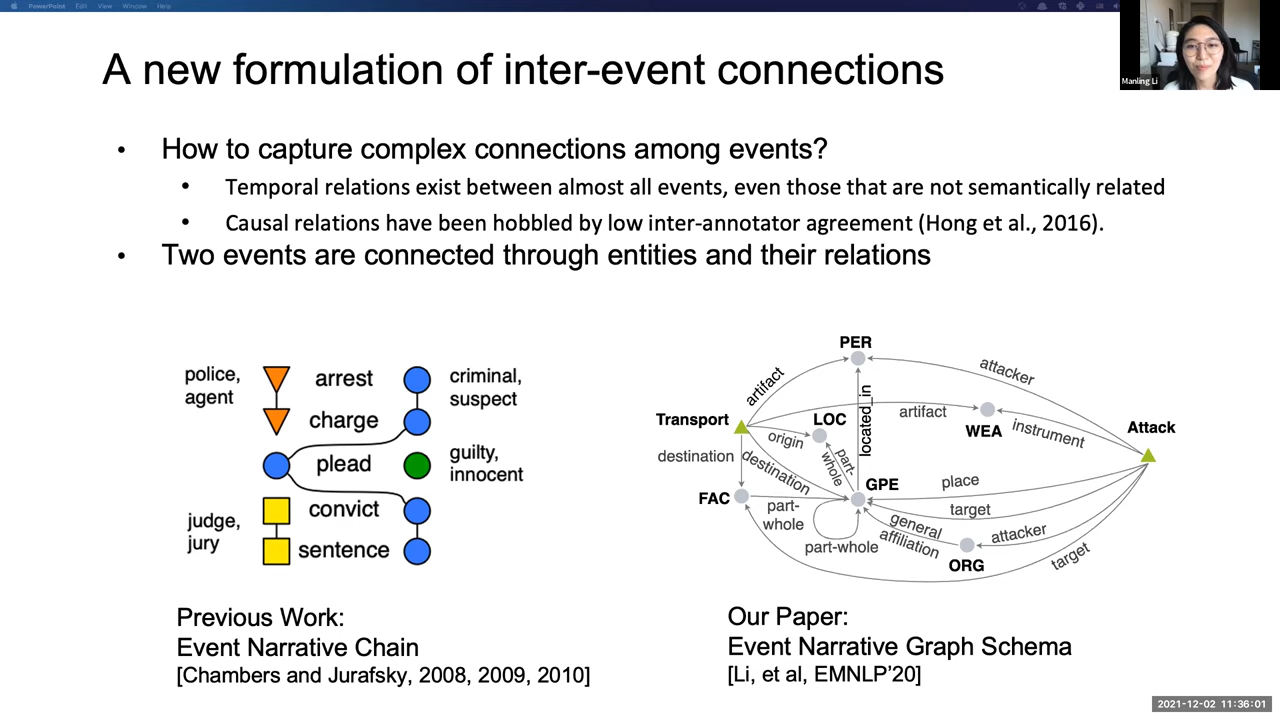 PowerPoint Edit View Window Help
A new formulation of inter-event connections
Manling Li
• How to capture complex connections among events?
• Temporal relations exist between almost all events, even those that are not semantically related
• Causal relations have been hobbled by low inter-annotator agreement (Hong et al., 2016).
• Two events are connected through entities and their relations
police,
agent
arrest
criminal,
suspect
charge
plead
guilty,
innocent
convict
judge,
jury
sentence
PER
attacker
artifact
located_in
Transport
LOC
artifact
WEA
instrument
Attack
origin
destination
destination
part-
whole
GPE
place
FAC
part-
whole
target
general
affiliation
attacker
part-whole
ORG
target
Previous Work:
Event Narrative Chain
[Chambers and Jurafsky, 2008, 2009, 2010]
Our Paper:
Event Narrative Graph Schema
[Li, et al, EMNLP’20]
2021-12-02 11:36:01